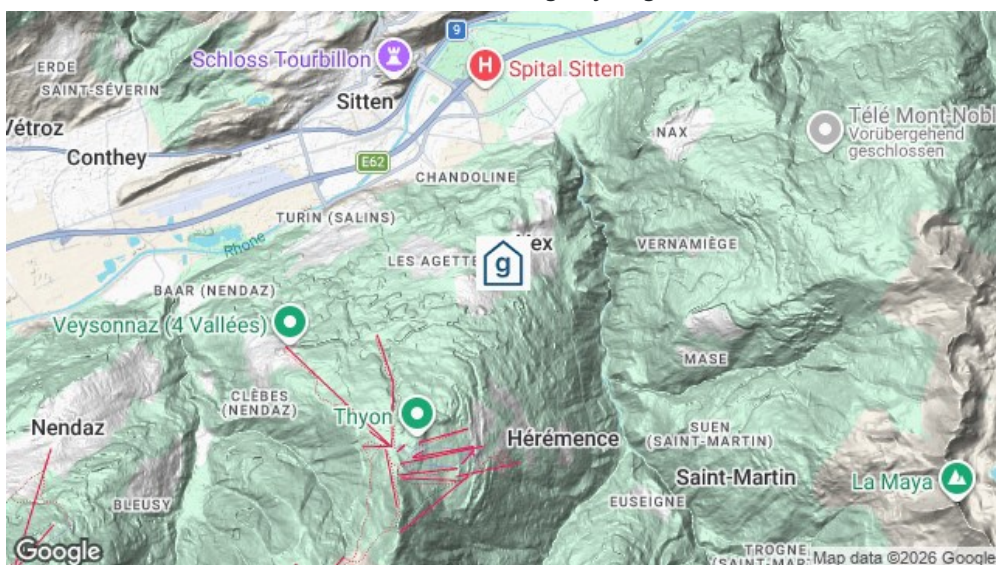 9
Schloss Tourbillon
H
Spital Sitten
ERDE
SAINT-SÉVERIN
Sitten
Télé Mont-Nobl
Vorübergehend
geschlossen
NAX
Vétroz
Conthey
E62
CHANDOLINE
TURIN (SALINS)
Rhone
VERNAMIÈGE
LES AGETTE
g
BAAR (NENDAZ)
Veysonnaz (4 Vallées)
MASE
CLÈBES
(NENDAZ)
Thyon
Nendaz
Hérémence
SUEN
(SAINT-MARTIN)
Saint-Martin
La Maya
EUSEIGNE
BLEUSY
TROGNE
Google
Map data ©2026 Google